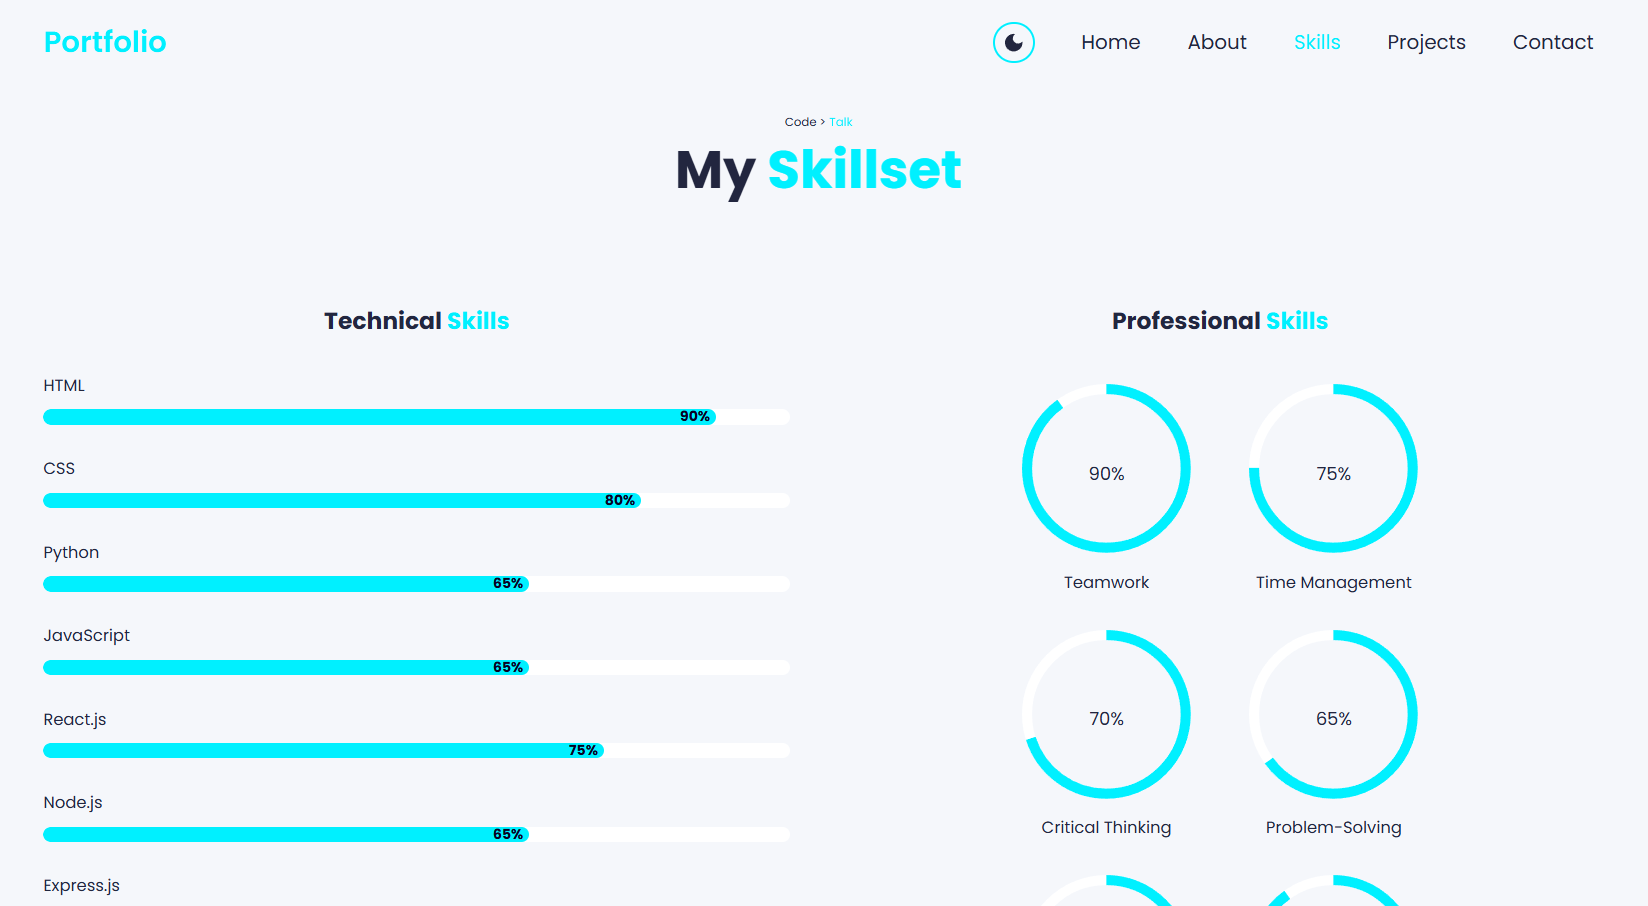 Portfolio
Home About Skills Projects Contact
Code > Talk
My Skillset
Technical Skills
HTML
90%
CSS
80%
Python
65%
JavaScript
65%
React.js
75%
Node.js
65%
Express.js
Professional Skills
90% 75%
Teamwork Time Management
70% 65%
Critical Thinking Problem-Solving